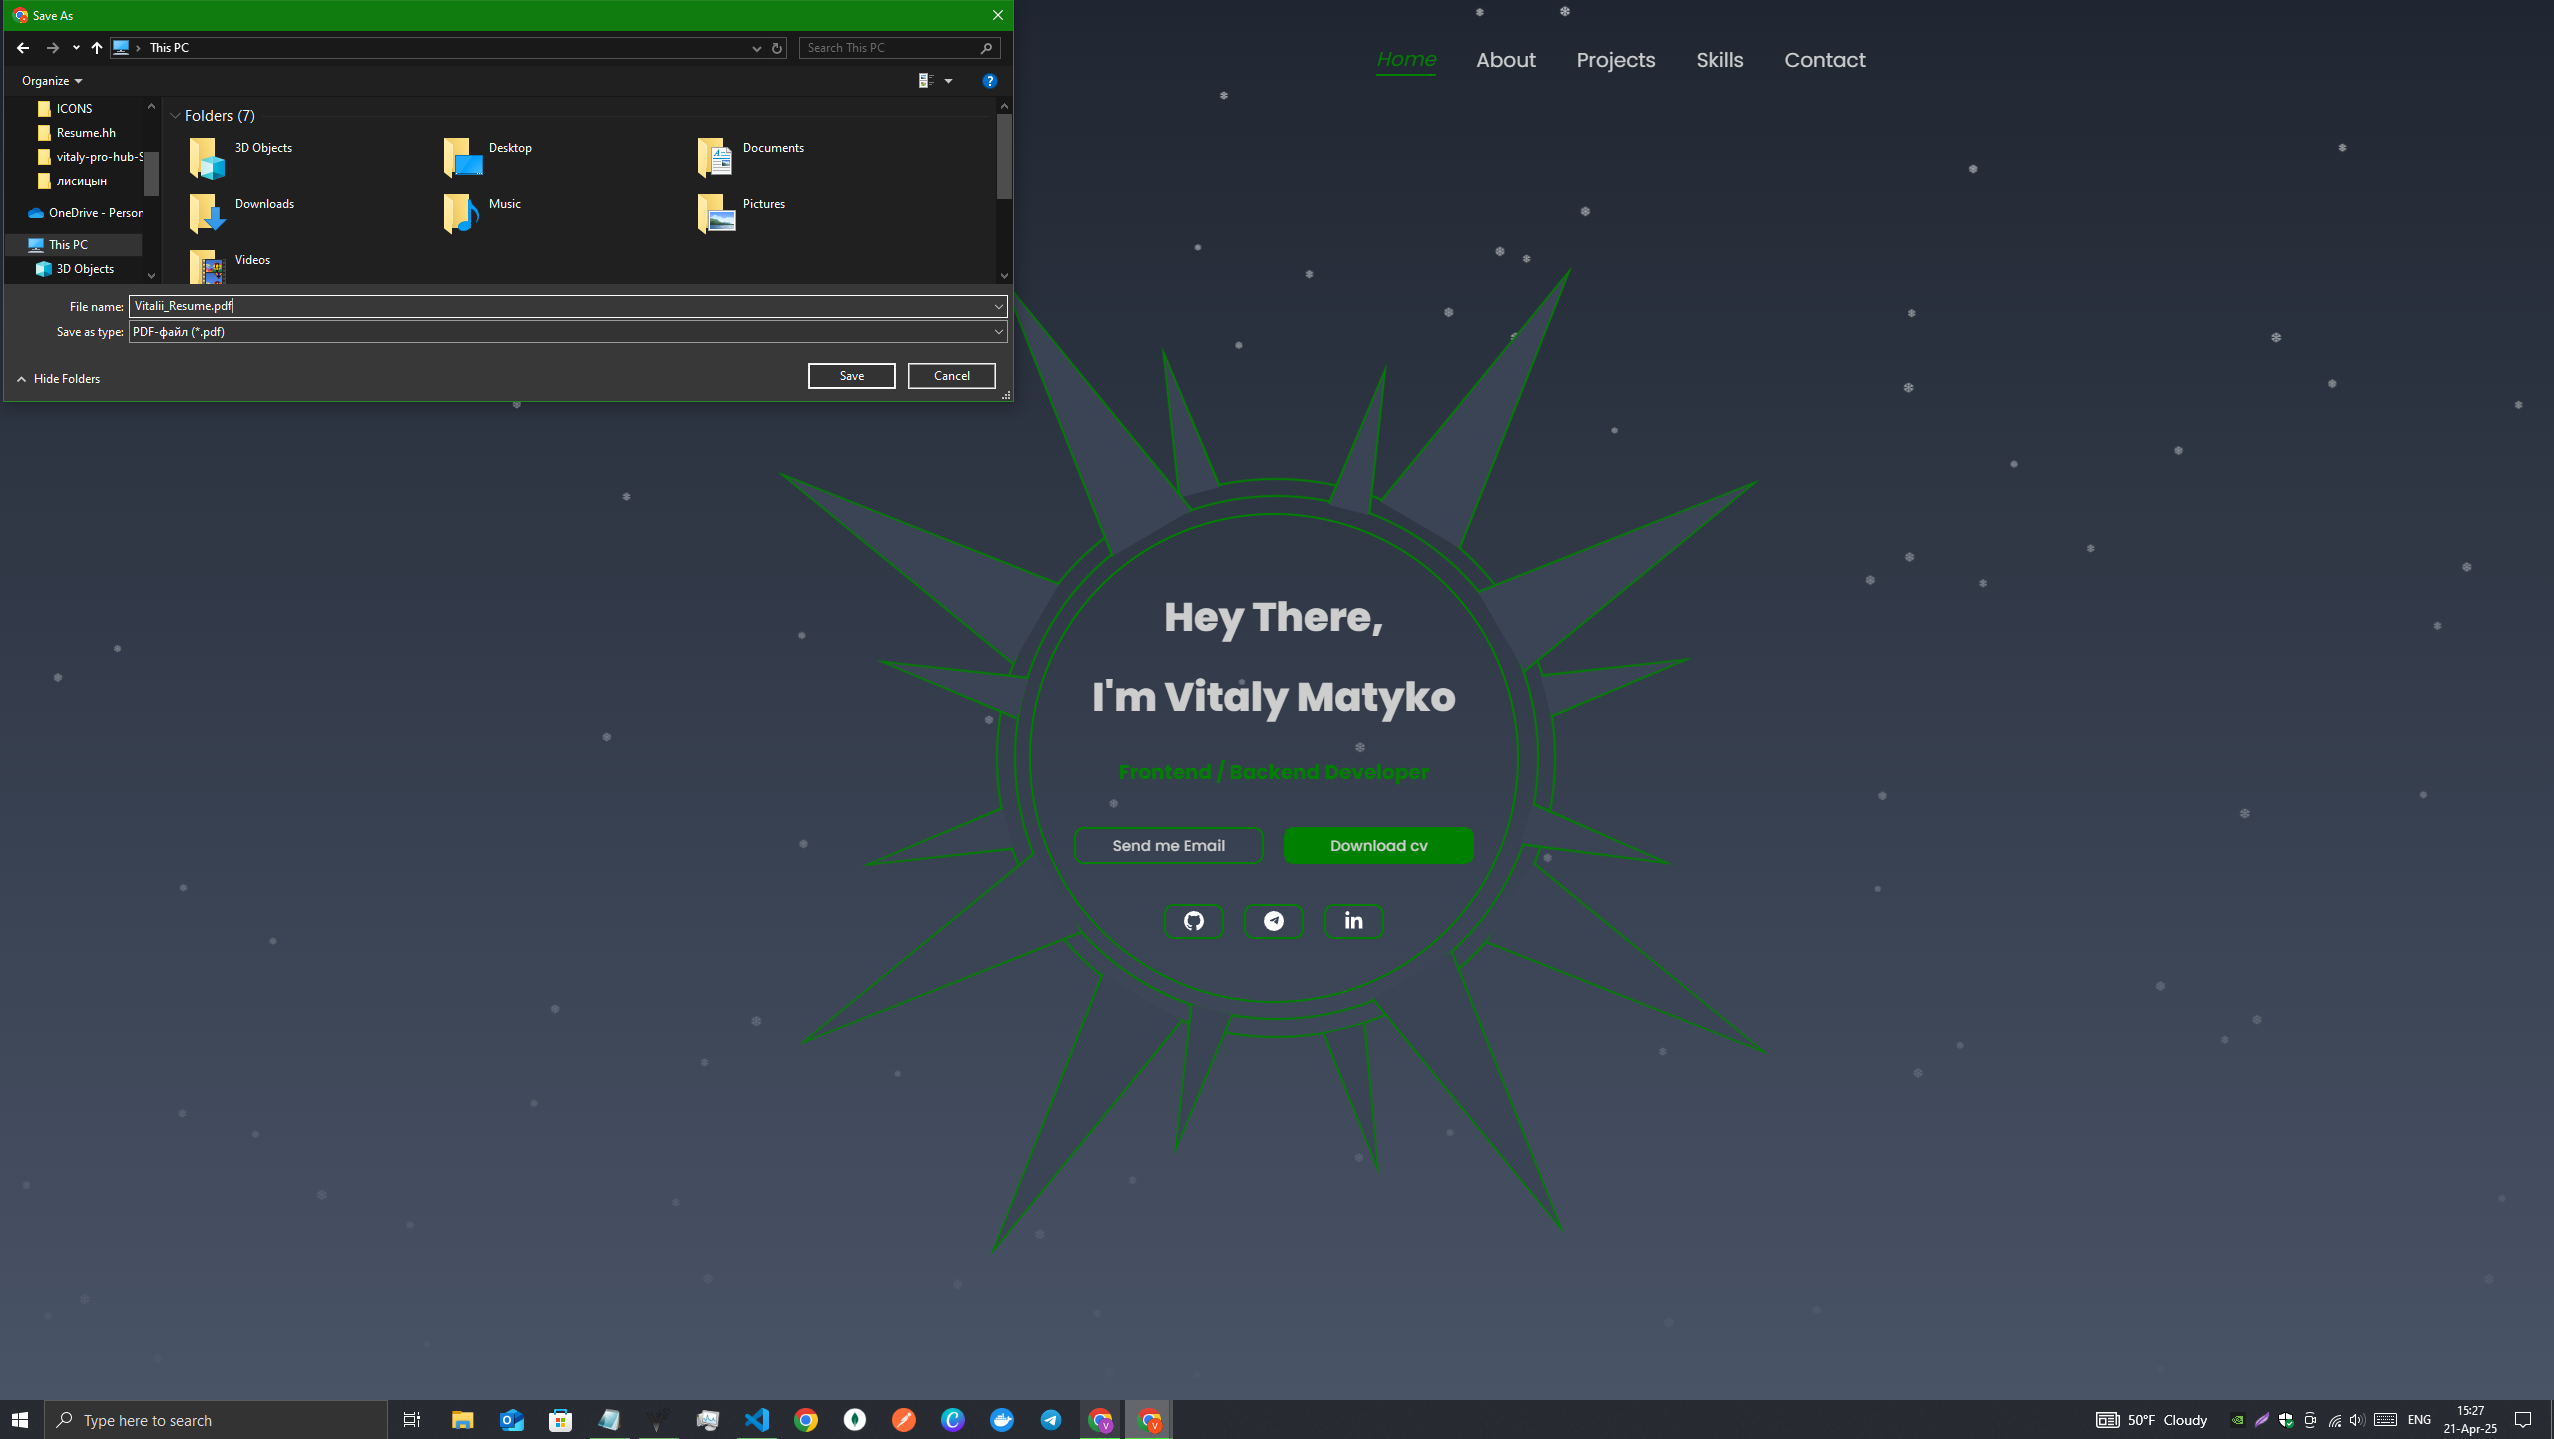 Save As
This PC
Search This PC
Organize
ICONS
Resume.hh
vitaly-pro-hub-S
лисицын
OneDrive - Person
This PC
3D Objects
Folders (7)
3D Objects
Desktop
Documents
Downloads
Music
Pictures
Videos
File name: Vitalii_Resume.pdf
Save as type: PDF-файл (*.pdf)
Hide Folders
Save
Cancel
Home
About
Projects
Skills
Contact
Hey There,
I'm Vitaly Matyko
Frontend / Backend Developer
Send me Email
Download cv
Type here to search
50°F Cloudy
ENG
15:27
21-Apr-25